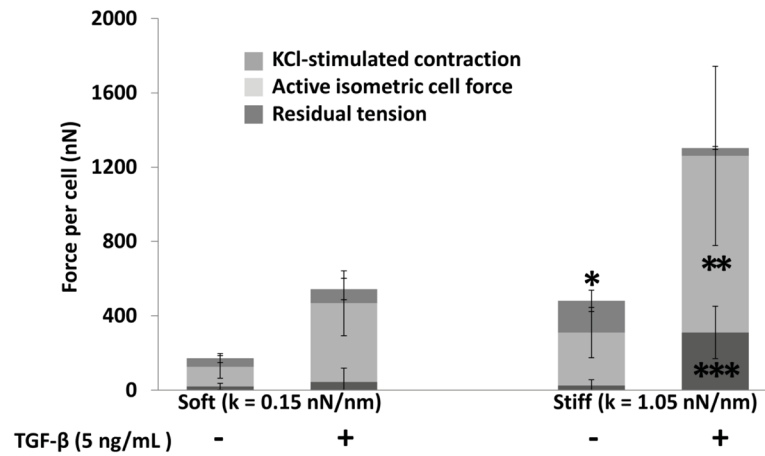 2000
1600
1200
800
400
0
Force per cell (nN)
KCl-stimulated contraction
Active isometric cell force
Residual tension
*
**
***
Soft (k = 0.15 nN/nm)
Stiff (k = 1.05 nN/nm)
TGF-β (5 ng/mL ) - + - +